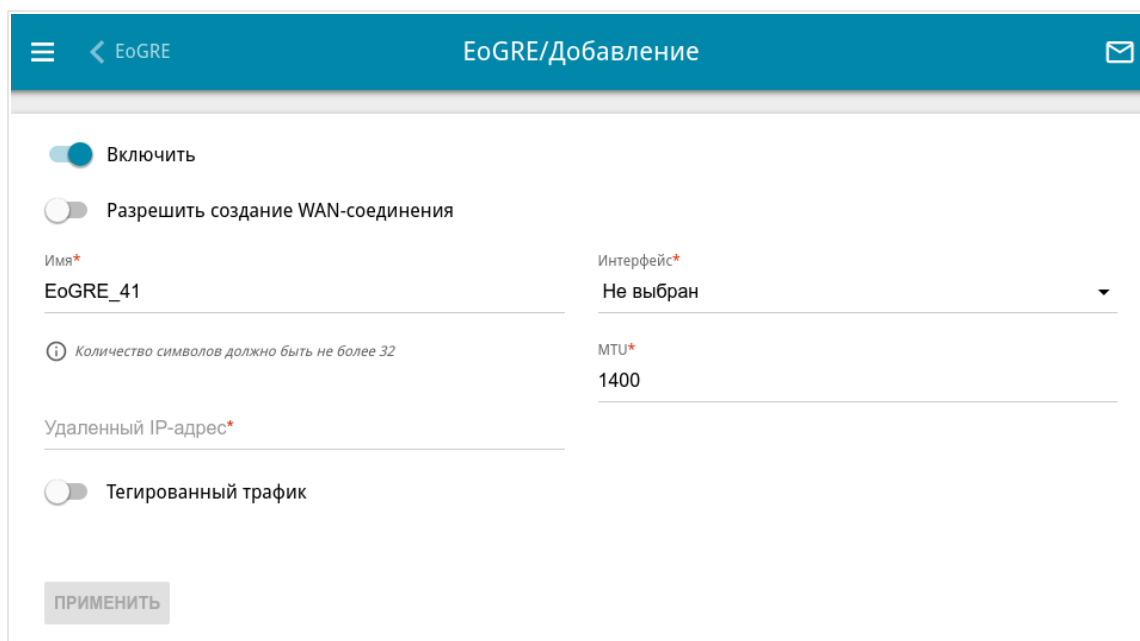 EoGRE
EoGRE/Добавление
Включить
Разрешить создание WAN-соединения
Имя*
EoGRE_41
Интерфейс*
Не выбран
Количество символов должно быть не более 32
MTU*
1400
Удаленный IP-адрес*
Тегированный трафик
ПРИМЕНИТЬ